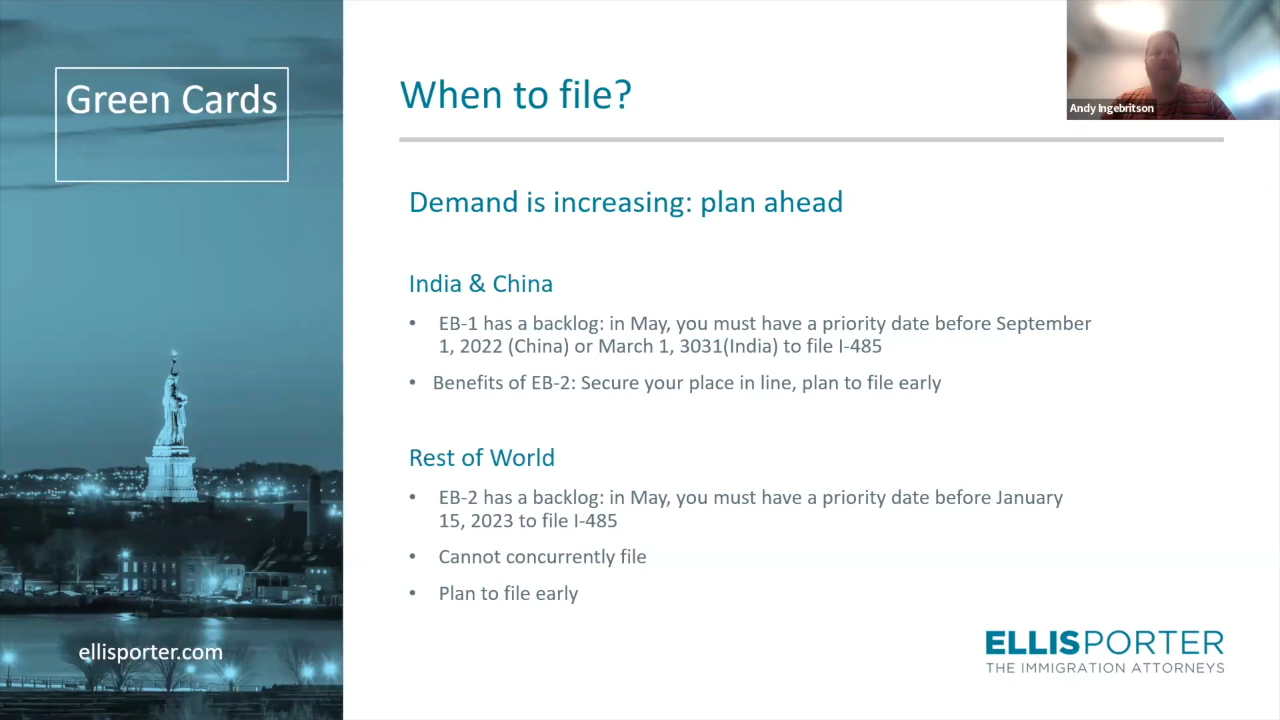 Green Cards
When to file?
Andy Ingebritson
Demand is increasing: plan ahead
India & China
• EB-1 has a backlog: in May, you must have a priority date before September
1, 2022 (China) or March 1, 3031(India) to file I-485
• Benefits of EB-2: Secure your place in line, plan to file early
Rest of World
• EB-2 has a backlog: in May, you must have a priority date before January
15, 2023 to file I-485
• Cannot concurrently file
• Plan to file early
ellisporter.com
ELLISPORTER
THE IMMIGRATION ATTORNEYS